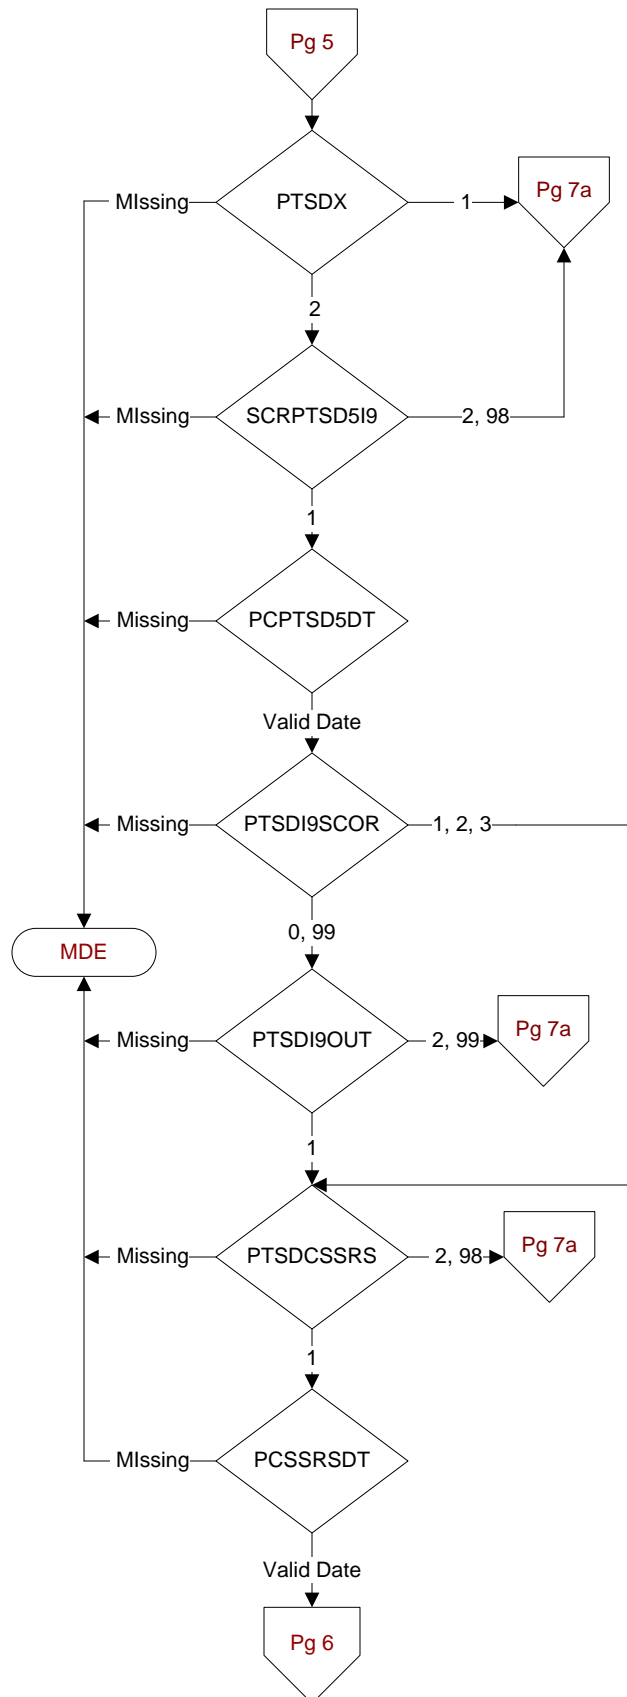 Pg 5
PTSDX
MIssing
1
Pg 7a
2
SCRPTSD5I9
MIssing
2, 98
1
PCPTSD5DT
Missing
Valid Date
PTSDI9SCOR
Missing
1, 2, 3
0, 99
MDE
PTSDI9OUT
Missing
2, 99
Pg 7a
1
PTSDCSSRS
Missing
2, 98
Pg 7a
1
PCSSRSDT
MIssing
Valid Date
Pg 6